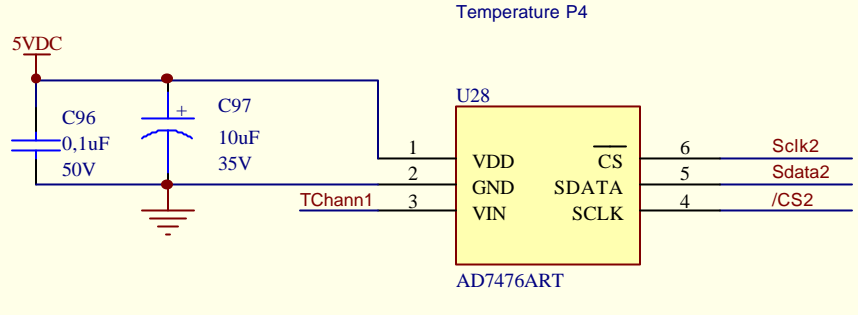 Temperature P4
5VDC
C96
0,1uF
50V
+
C97
10uF
35V
U28
1
2
3
VDD
GND
VIN
CS
SDATA
SCLK
6
5
4
Sclk2
Sdata2
/CS2
TChann1
AD7476ART